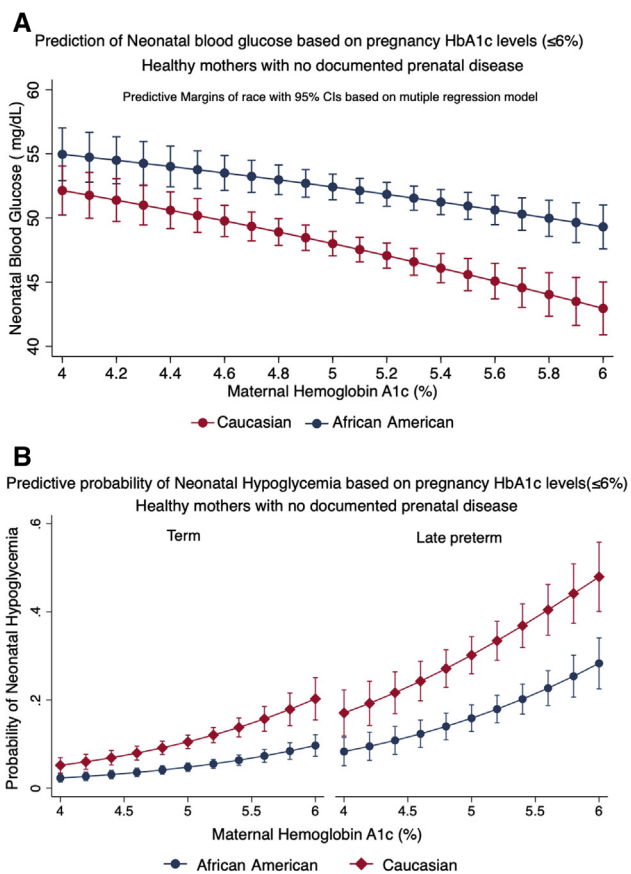 A
Prediction of Neonatal blood glucose based on pregnancy HbA1c levels (≤6%)
Healthy mothers with no documented prenatal disease
Predictive Margins of race with 95% CIs based on mutiple regression model
Neonatal Blood Glucose ( mg/dL)
60
55
50
45
40
4 4.2 4.4 4.6 4.8 5 5.2 5.4 5.6 5.8 6
Maternal Hemoglobin A1c (%)
Caucasian African American
B
Predictive probability of Neonatal Hypoglycemia based on pregnancy HbA1c levels(≤6%)
Healthy mothers with no documented prenatal disease
Term Late preterm
Probability of Neonatal Hypoglycemia
.6
.4
.2
0
4 4.5 5 5.5 6 4 4.5 5 5.5 6
Maternal Hemoglobin A1c (%)
African American Caucasian